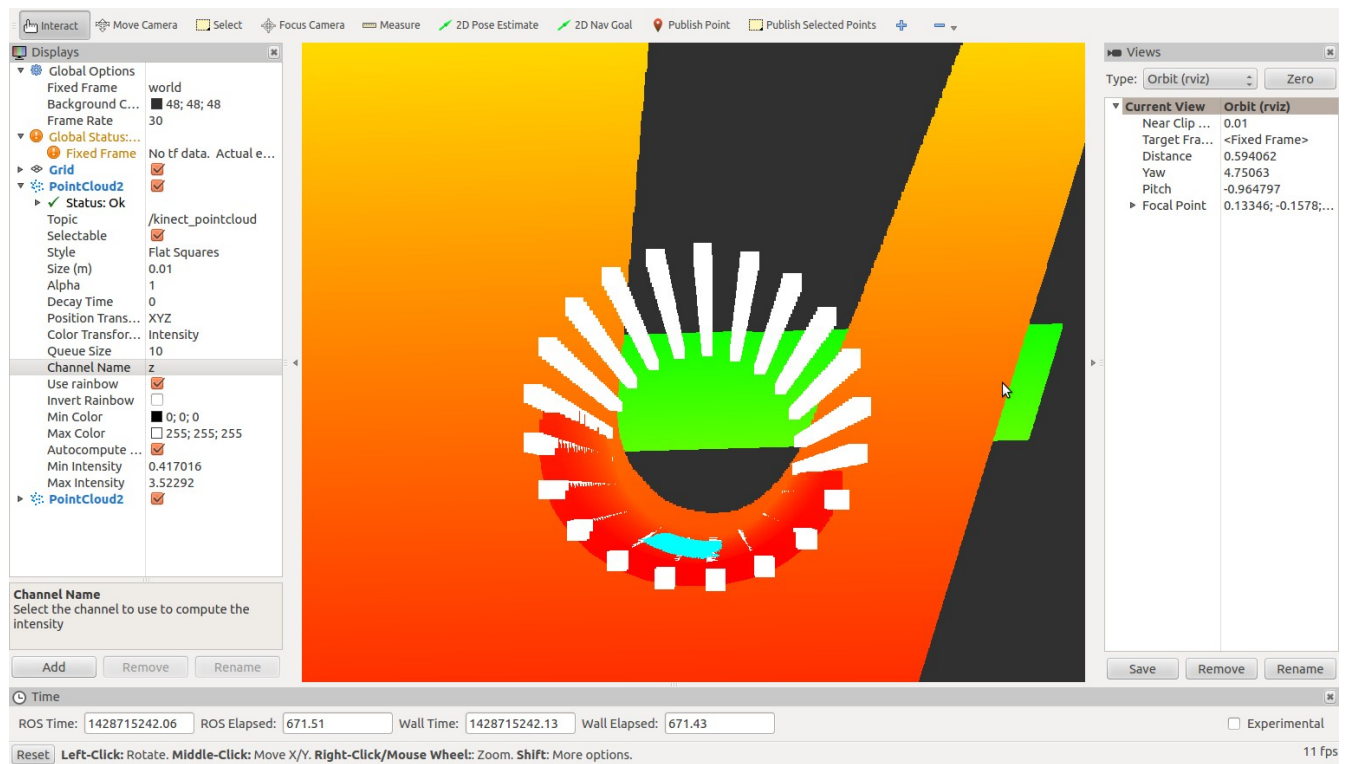 Interact Move Camera Select Focus Camera Measure 2D Pose Estimate 2D Nav Goal Publish Point Publish Selected Points
Displays
Global Options
Fixed Frame world
Background C... 48; 48; 48
Frame Rate 30
Global Status:...
Fixed Frame No tf data. Actual e...
Grid
PointCloud2
Status: Ok
Topic /kinect_pointcloud
Selectable
Style Flat Squares
Size (m) 0.01
Alpha 1
Decay Time 0
Position Trans... XYZ
Color Transfor... Intensity
Queue Size 10
Channel Name z
Use rainbow
Invert Rainbow
Min Color 0; 0; 0
Max Color 255; 255; 255
Autocompute ...
Min Intensity 0.417016
Max Intensity 3.52292
PointCloud2
Channel Name
Select the channel to use to compute the
intensity
Add Remove Rename
Views
Type: Orbit (rviz) Zero
Current View Orbit (rviz)
Near Clip ... 0.01
Target Fra... <Fixed Frame>
Distance 0.594062
Yaw 4.75063
Pitch -0.964797
Focal Point 0.13346; -0.1578;...
Save Remove Rename
Time
ROS Time: 1428715242.06 ROS Elapsed: 671.51 Wall Time: 1428715242.13 Wall Elapsed: 671.43 Experimental
Reset Left-Click: Rotate. Middle-Click: Move X/Y. Right-Click/Mouse Wheel:: Zoom. Shift: More options. 11 fps